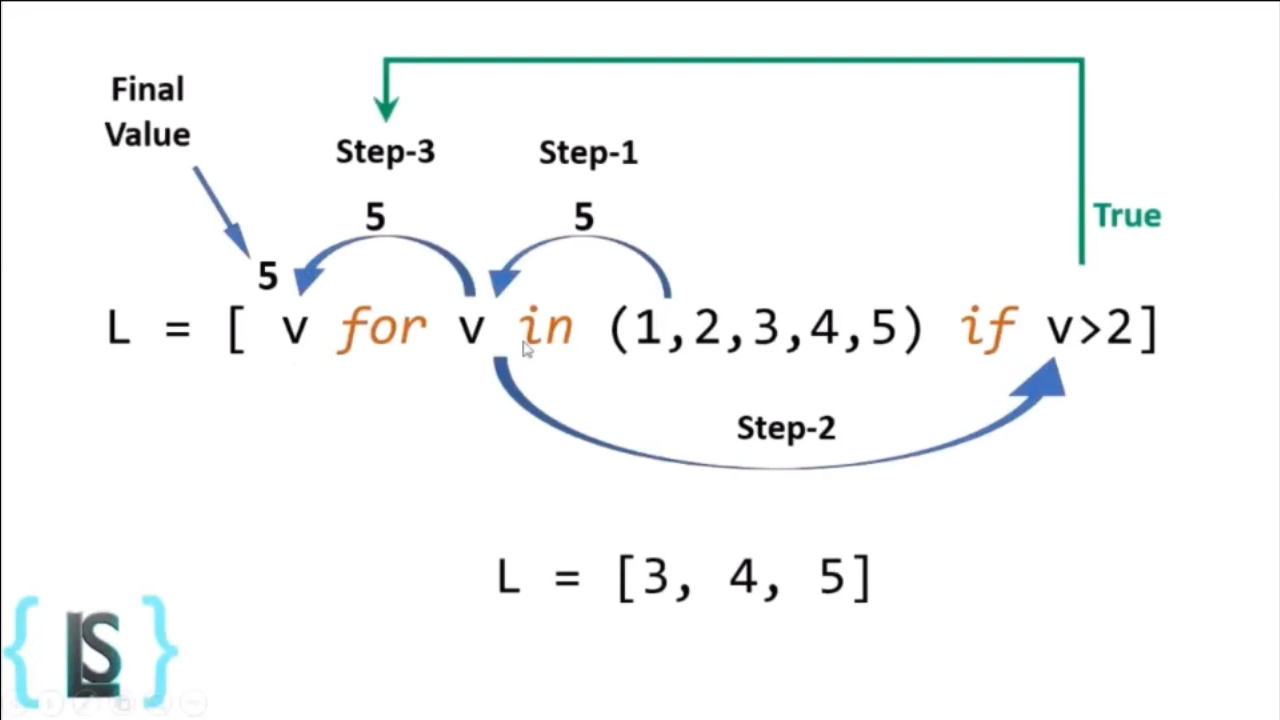 Final
Value
Step-3
Step-1
5
5
True
5
L = [ v for v in (1,2,3,4,5) if v>2]
Step-2
L = [3, 4, 5]
{LS}